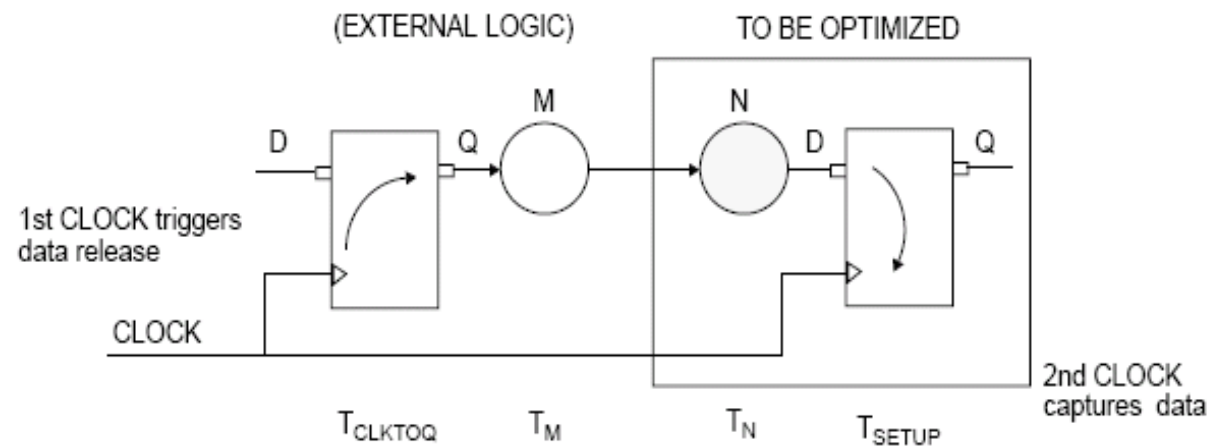 (EXTERNAL LOGIC)
TO BE OPTIMIZED
M
N
D
Q
D
Q
1st CLOCK triggers
data release
CLOCK
2nd CLOCK
captures data
TCLKTOQ
TM
TN
TSETUP